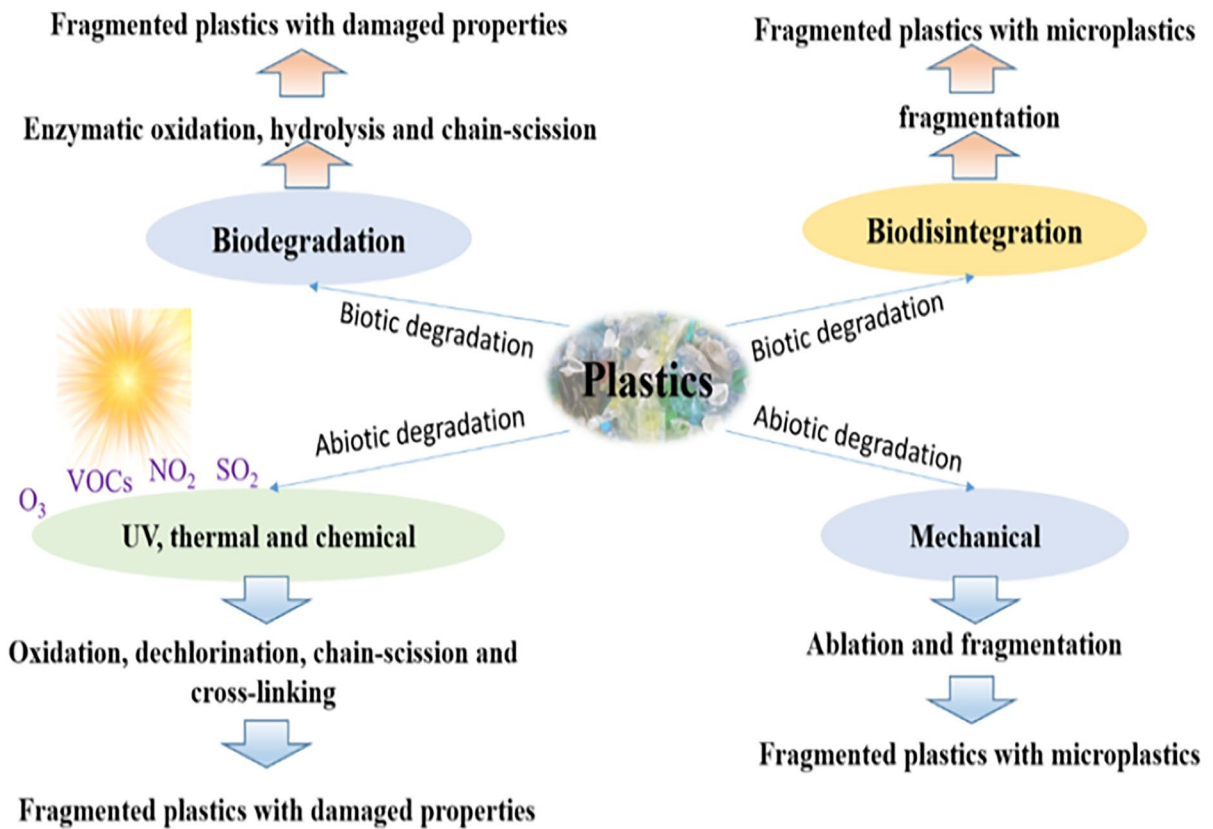 Fragmented plastics with damaged properties
Fragmented plastics with microplastics
Enzymatic oxidation, hydrolysis and chain-scission
fragmentation
Biodegradation
Biodisintegration
Biotic degradation
Biotic degradation
Plastics
Abiotic degradation
Abiotic degradation
O₃ VOCs NO₂ SO₂
UV, thermal and chemical
Mechanical
Oxidation, dechlorination, chain-scission and
cross-linking
Ablation and fragmentation
Fragmented plastics with microplastics
Fragmented plastics with damaged properties